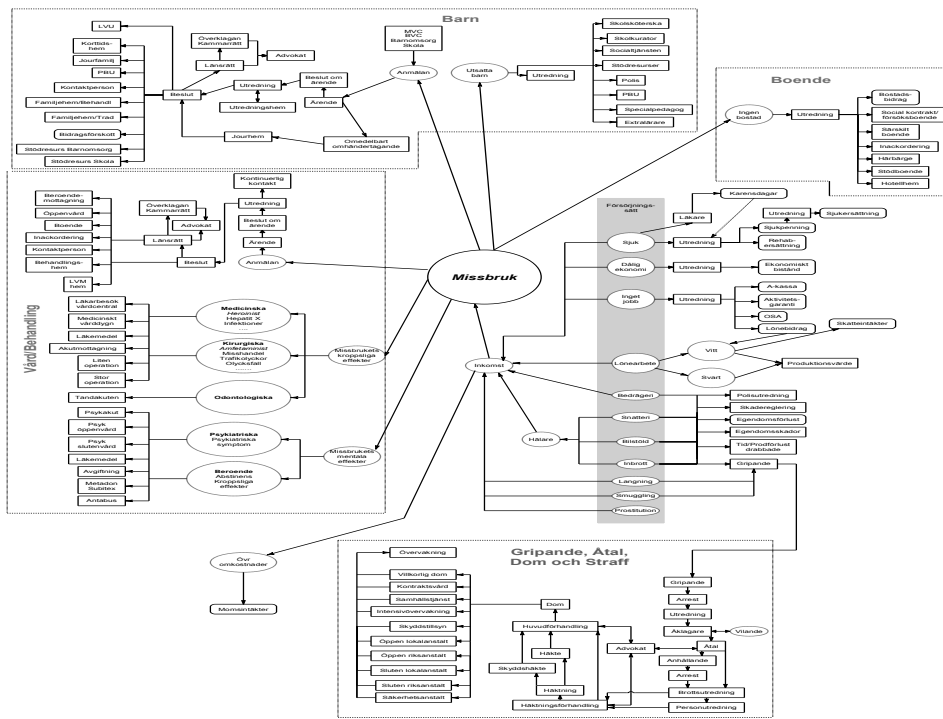 Barn
LVU
Korttids-
hem
Jourfamilj
PBU
Kontaktperson
Familjehem/Behandl
Familjehem/Trad
Bidragsförskott
Stödresurs Barnomsorg
Stödresurs Skola
Överklagan
Kammarrätt
Advokat
Länsrätt
Beslut
Utredning
Utredningshem
Beslut om
ärende
Ärende
Jourhem
Omedelbart
omhändertagande
MVC
BVC
Barnomsorg
Skola
Anmälan
Utsatta
barn
Utredning
Skolsköterska
Skolkurator
Socialtjänsten
Stödresurser
Polis
PBU
Specialpedagog
Extralärare
Boende
Ingen
bostad
Utredning
Bostads-
bidrag
Social kontrakt/
försöksboende
Särskilt
boende
Inackordering
Härbärge
Stödboende
Hotellhem
Vård/Behandling
Beroende-
mottagning
Öppenvård
Boende
Inackordering
Kontaktperson
Behandlings-
hem
LVM
hem
Överklagan
Kammarrätt
Advokat
Länsrätt
Beslut
Kontinuerlig
kontakt
Utredning
Beslut om
ärende
Ärende
Anmälan
Läkarbesök
vårdcentral
Medicinskt
vårddygn
Läkemedel
Akutmottagning
Liten
operation
Stor
operation
Tandakuten
Psykakut
Psyk
öppenvård
Psyk
slutenvård
Läkemedel
Avgiftning
Metadon
Subitex
Antabus
Medicinska
Heroinist
Hepatit X
Infektioner
....
Kirurgiska
Amfetaminist
Misshandel
Trafikolyckor
Olycksfall
......
Odontologiska
Psykiatriska
Psykiatriska
symptom
Beroende
Abstinens
Kroppsliga
effekter
Missbrukets
kroppsliga
effekter
Missbrukets
mentala
effekter
Missbruk
Inkomst
Hälare
Övr
omkostnader
Momsintäkter
Försörjnings-
sätt
Sjuk
Dålig
ekonomi
Inget
jobb
Lönearbete
Bedrägeri
Snatteri
Bilstöld
Inbrott
Langning
Smuggling
Prostitution
Läkare
Karensdagar
Utredning
Utredning
Sjukersättning
Sjukpenning
Rehab-
ersättning
Utredning
Ekonomiskt
bistånd
Utredning
A-kassa
Aktivitets-
garanti
OSA
Lönebidrag
Skatteintäkter
Vitt
Svart
Produktionsvärde
Polisutredning
Skadereglering
Egendomsförlust
Egendomsskador
Tid/Prodförlust
drabbade
Gripande
Gripande, Åtal,
Dom och Straff
Övervakning
Villkorlig dom
Kontraktsvård
Samhällstjänst
Intensivövervakning
Skyddstillsyn
Öppen lokalanstalt
Öppen riksanstalt
Sluten lokalanstalt
Sluten riksanstalt
Säkerhetsanstalt
Dom
Huvudförhandling
Häkte
Skyddshäkte
Häktning
Häktningsförhandling
Advokat
Gripande
Arrest
Utredning
Åklagare
Vilande
Åtal
Anhållande
Arrest
Brottsutredning
Personutredning